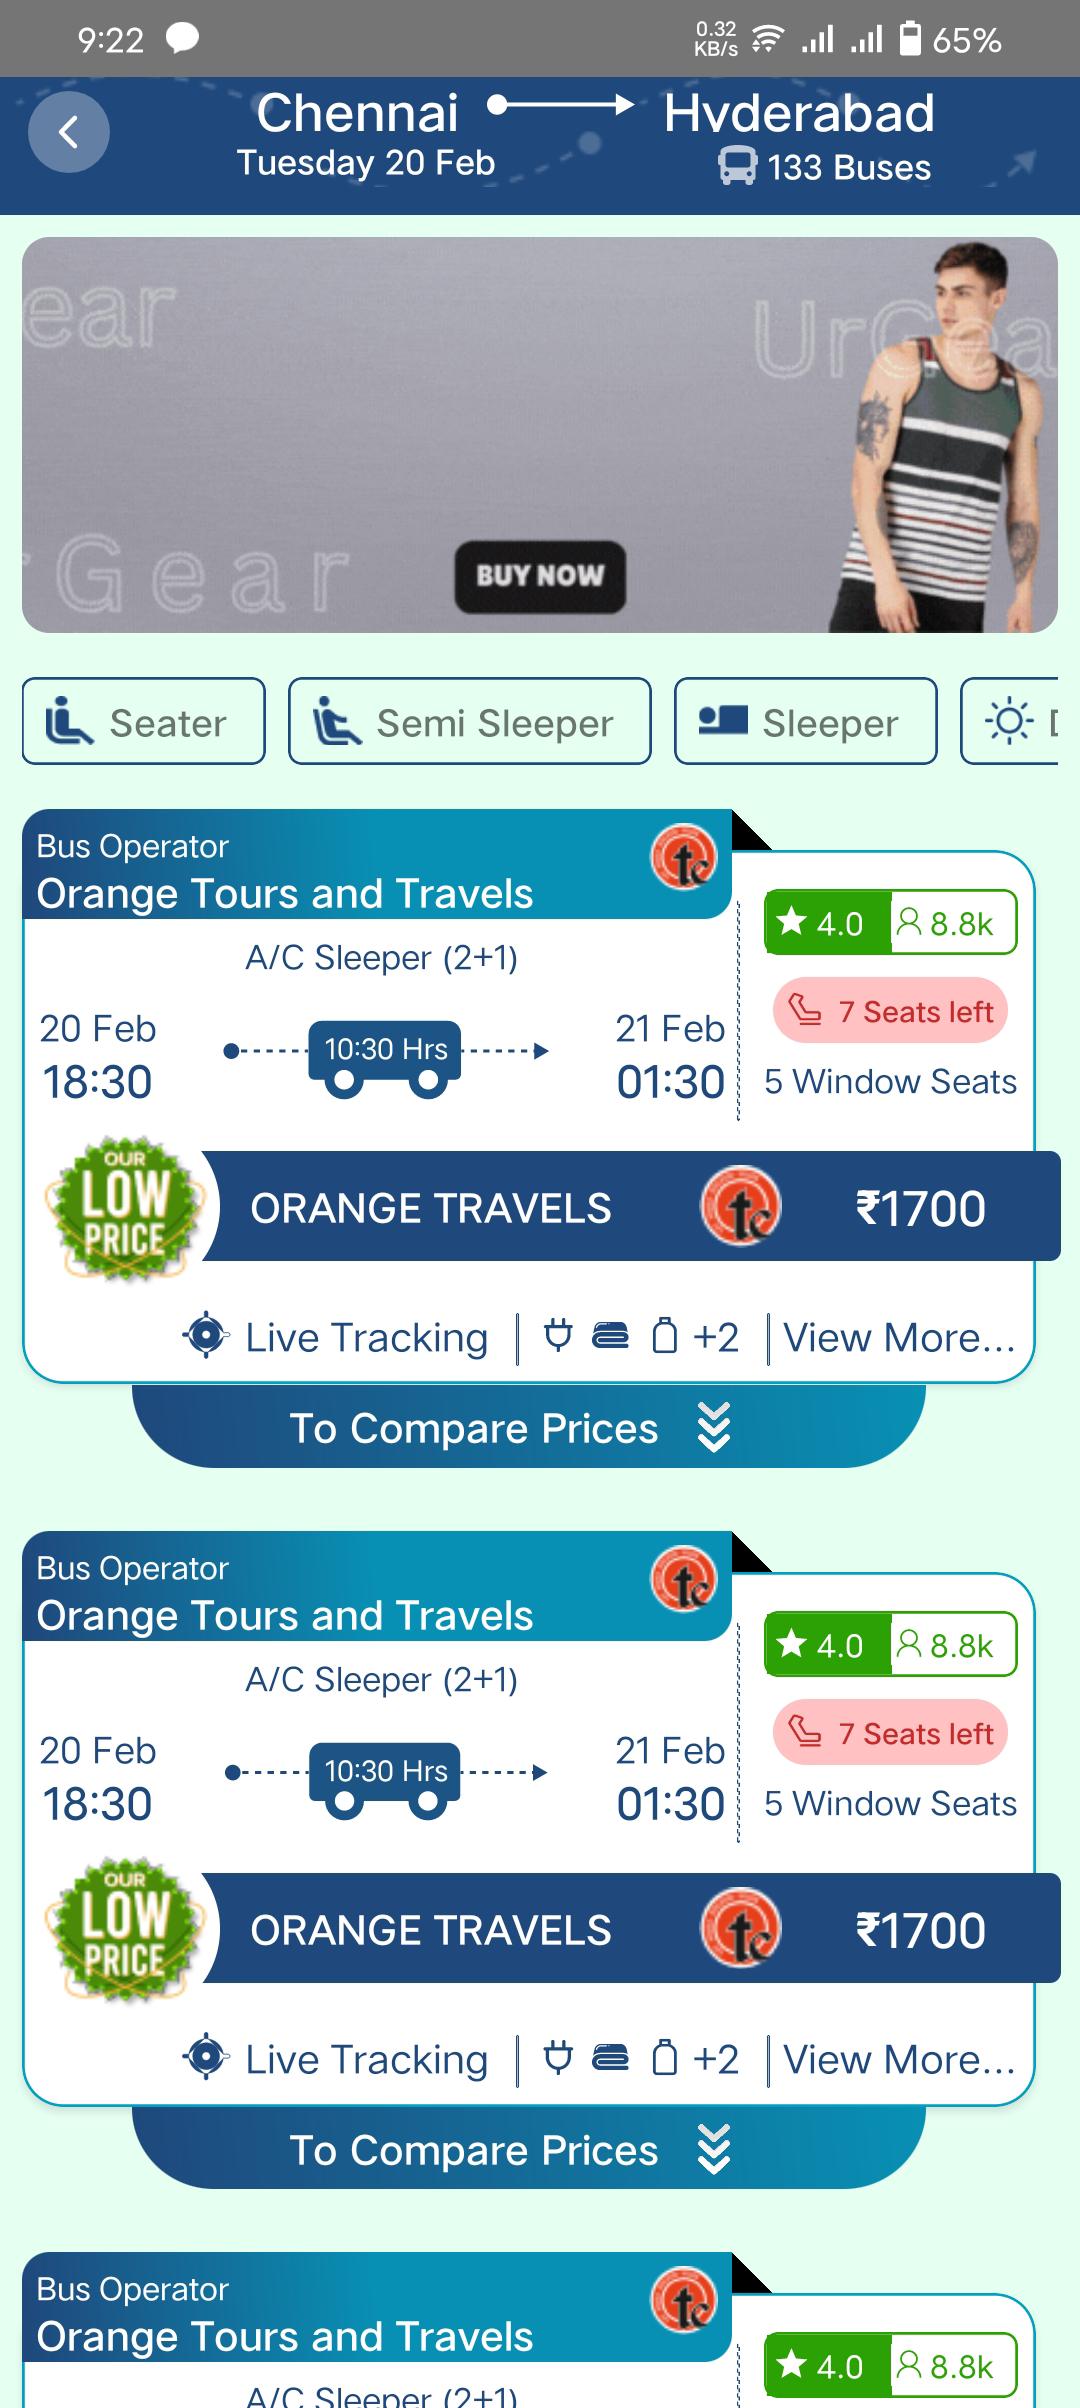 9:22
0.32 KB/s
65%
Chennai
Hyderabad
Tuesday 20 Feb
133 Buses
ear
UrGea
rGear
BUY NOW
Seater
Semi Sleeper
Sleeper
Bus Operator
Orange Tours and Travels
tc
4.0
8.8k
A/C Sleeper (2+1)
7 Seats left
20 Feb
10:30 Hrs
21 Feb
18:30
01:30
5 Window Seats
OUR
LOW
PRICE
ORANGE TRAVELS
tc
₹1700
Live Tracking
+2
View More...
To Compare Prices
Bus Operator
Orange Tours and Travels
tc
4.0
8.8k
A/C Sleeper (2+1)
7 Seats left
20 Feb
10:30 Hrs
21 Feb
18:30
01:30
5 Window Seats
OUR
LOW
PRICE
ORANGE TRAVELS
tc
₹1700
Live Tracking
+2
View More...
To Compare Prices
Bus Operator
Orange Tours and Travels
tc
4.0
8.8k
A/C Sleeper (2+1)